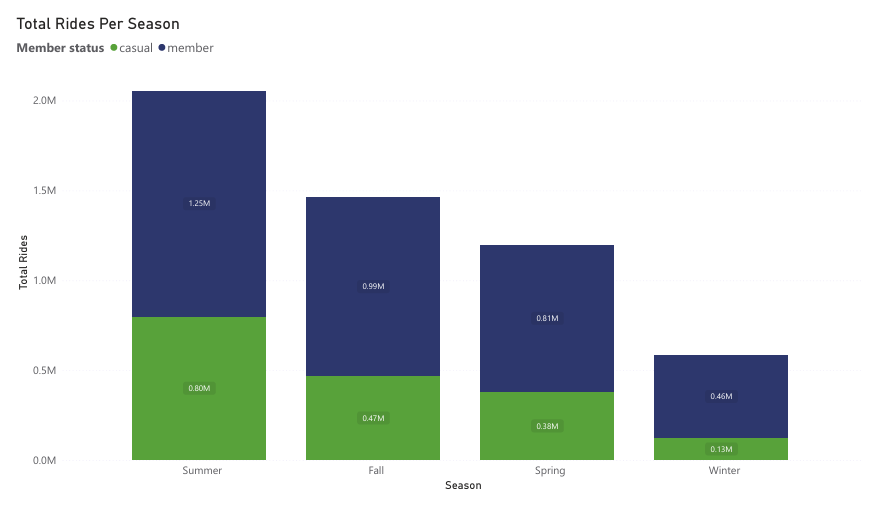 Total Rides Per Season
Member status casual member
2.0M
1.5M
1.0M
0.5M
0.0M
Total Rides
1.25M
0.80M
0.99M
0.47M
0.81M
0.38M
0.46M
0.13M
Summer Fall Spring Winter
Season